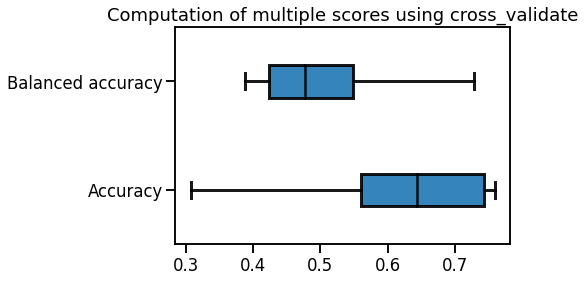 Computation of multiple scores using cross_validate
Balanced accuracy
Accuracy
0.3 0.4 0.5 0.6 0.7